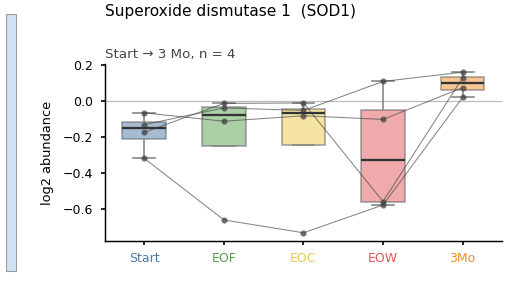 Superoxide dismutase 1 (SOD1)
Start → 3 Mo, n = 4
0.2
0.0
−0.2
−0.4
−0.6
log2 abundance
Start EOF EOC EOW 3Mo